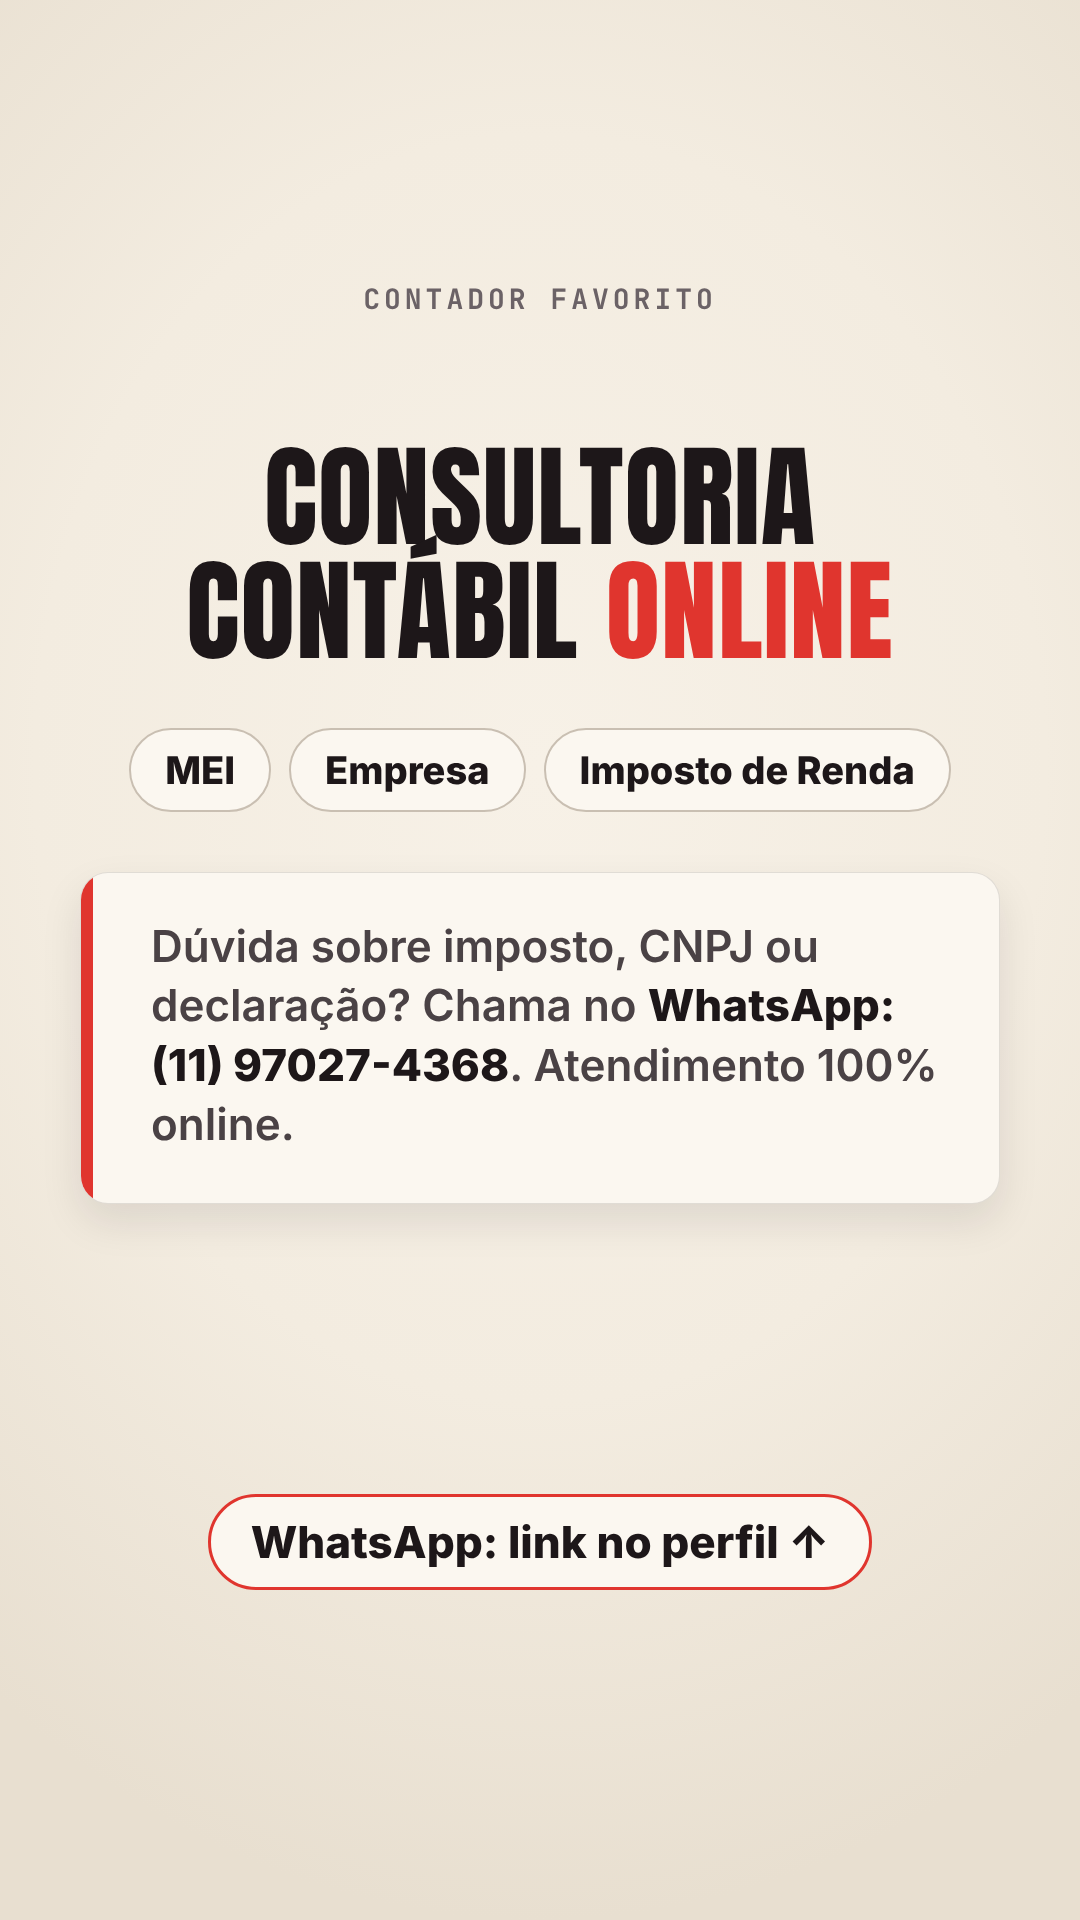 CONTADOR FAVORITO
CONSULTORIA
CONTÁBIL ONLINE
MEI Empresa Imposto de Renda
Dúvida sobre imposto, CNPJ ou
declaração? Chama no WhatsApp:
(11) 97027-4368. Atendimento 100%
online.
WhatsApp: link no perfil ↑